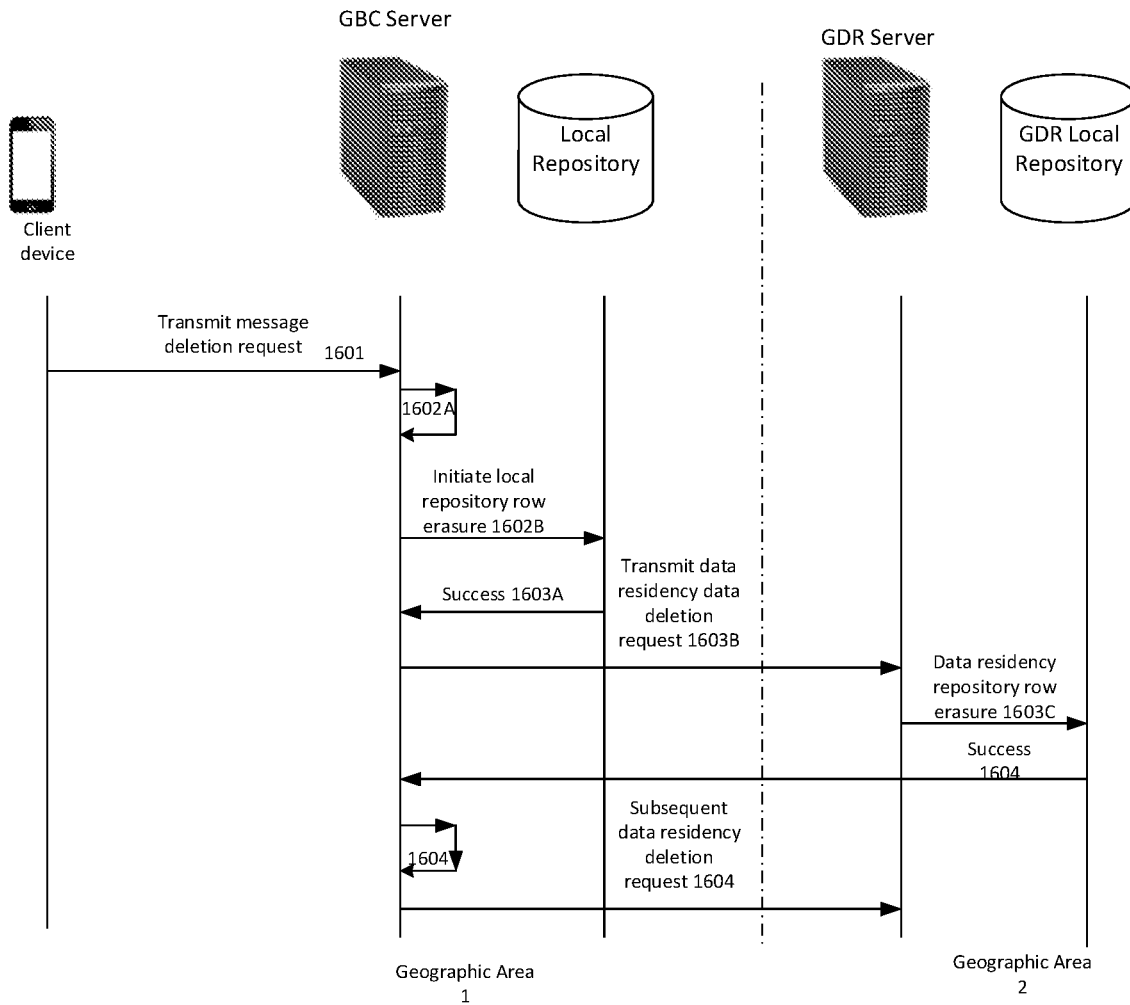 GBC Server
GDR Server
Local
Repository
GDR Local
Repository
Client
device
Transmit message
deletion request
1601
1602A
Initiate local
repository row
erasure 1602B
Success 1603A
Transmit data
residency data
deletion
request 1603B
Data residency
repository row
erasure 1603C
Success
1604
1604
Subsequent
data residency
deletion
request 1604
Geographic Area
1
Geographic Area
2